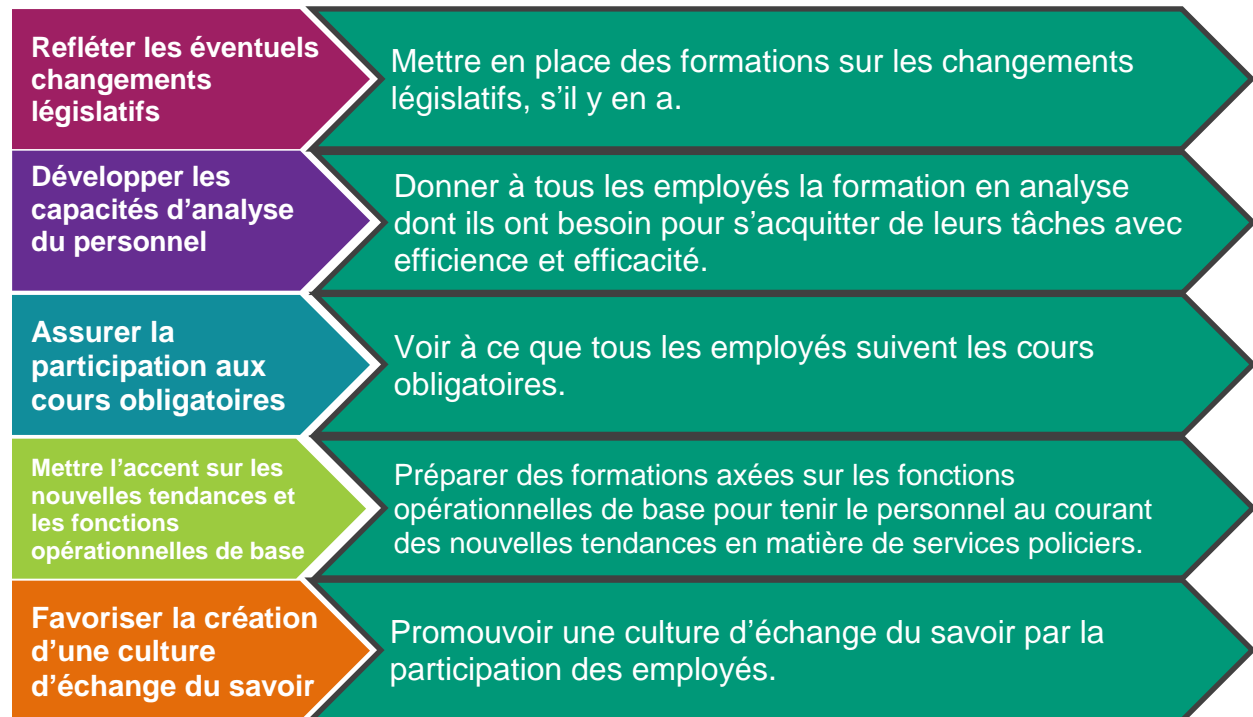 Refléter les éventuels
changements
législatifs
Mettre en place des formations sur les changements
législatifs, s’il y en a.
Développer les
capacités d’analyse
du personnel
Donner à tous les employés la formation en analyse
dont ils ont besoin pour s’acquitter de leurs tâches avec
efficience et efficacité.
Assurer la
participation aux
cours obligatoires
Voir à ce que tous les employés suivent les cours
obligatoires.
Mettre l’accent sur les
nouvelles tendances et
les fonctions
opérationnelles de base
Préparer des formations axées sur les fonctions
opérationnelles de base pour tenir le personnel au courant
des nouvelles tendances en matière de services policiers.
Favoriser la création
d’une culture
d’échange du savoir
Promouvoir une culture d’échange du savoir par la
participation des employés.